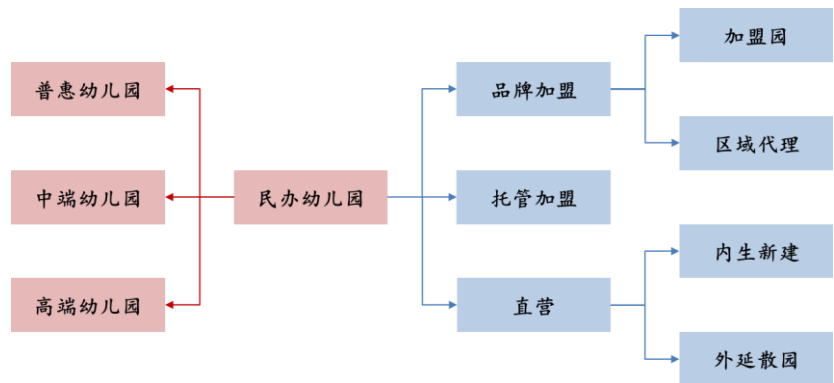 加盟园
普惠幼儿园
品牌加盟
区域代理
中端幼儿园
民办幼儿园
托管加盟
内生新建
高端幼儿园
直营
外延散园